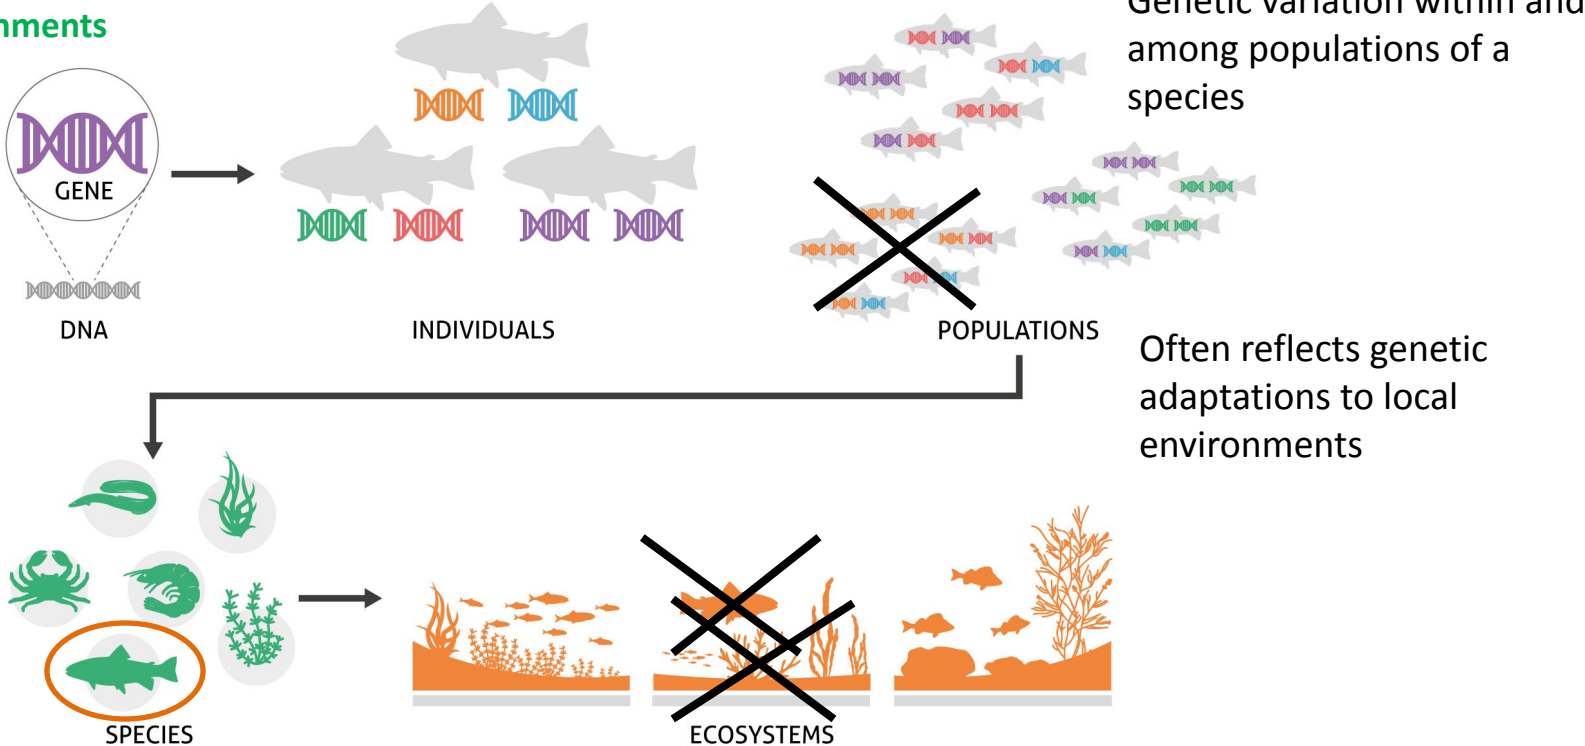 nments
Genetic variation within and
among populations of a
species
GENE
DNA
INDIVIDUALS
POPULATIONS
Often reflects genetic
adaptations to local
environments
SPECIES
ECOSYSTEMS